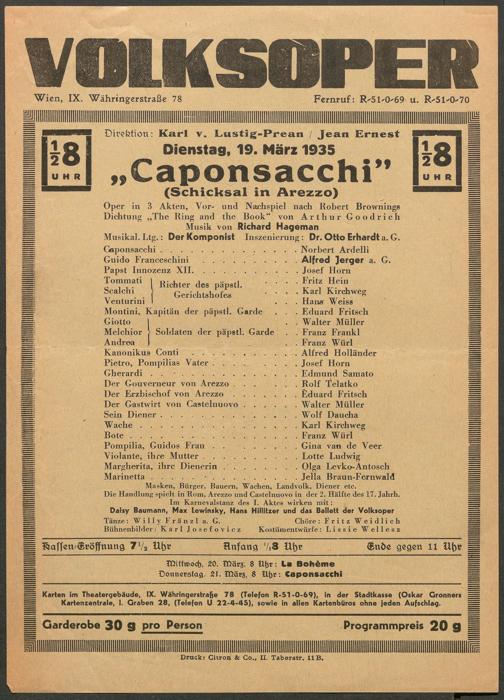 VOLKSOPER
Wien, IX. Währingerstraße 78 Fernruf: R-51-0-69 u. R-51-0-70
Direktion: Karl v. Lustig-Prean / Jean Ernest
1/2 8 UHR
Dienstag, 19. März 1935
1/2 8 UHR
„Caponsacchi”
(Schicksal in Arezzo)
Oper in 3 Akten, Vor- und Nachspiel nach Robert Brownings
Dichtung „The Ring and the Book” von Arthur Goodrich
Musik von Richard Hageman
Musikal. Ltg.: Der Komponist Inszenierung: Dr. Otto Erhardt a. G.
Caponsacchi . . . . . . . . . . Norbert Ardelli
Guido Franceschini . . . . . . . . . . Alfred Jerger a. G.
Papst Innozenz XII. . . . . . . . . . . Josef Horn
Tommati } Richter des päpstl. Gerichtshofes . . . . Fritz Hein
Scalchi . . . . Karl Kirchweg
Venturini . . . . Hans Weiss
Montini, Kapitän der päpstl. Garde . . . . Eduard Fritsch
Giotto } Soldaten der päpstl. Garde . . . . Walter Müller
Melchior . . . . Franz Frankl
Andrea . . . . Franz Würl
Kanonikus Conti . . . . . . . . Alfred Holländer
Pietro, Pompilias Vater . . . . . . . . Josef Horn
Gherardi . . . . . . . . Edmund Samato
Der Gouverneur von Arezzo . . . . . . Rolf Telatko
Der Erzbischof von Arezzo . . . . . . Eduard Fritsch
Der Gastwirt von Castelnuovo . . . . . . Walter Müller
Sein Diener . . . . . . . . Wolf Daucha
Wache . . . . . . . . Karl Kirchweg
Bote . . . . . . . . Franz Würl
Pompilia, Guidos Frau . . . . . . . . Gina van de Veer
Violante, ihre Mutter . . . . . . . . Lotte Ludwig
Margherita, ihre Dienerin . . . . . . . . Olga Levko-Antosch
Marinetta . . . . . . . . Jella Braun-Fernwald
Masken, Bürger, Bauern, Wachen, Landvolk, Diener etc.
Die Handlung spielt in Rom, Arezzo und Castelnuovo in der 2. Hälfte des 17. Jahrh.
Im Karnevalstanz des I. Aktes wirken mit:
Daisy Baumann, Max Lewinsky, Hans Hillitzer und das Ballett der Volksoper
Tänze: Willy Fränzl a. G. Chöre: Fritz Weidlich
Bühnenbilder: Karl Josefovicz Kostümentwürfe: Lissie Wellesz
Kassen-Eröffnung 7 1/2 Uhr Anfang 1/2 8 Uhr Ende gegen 11 Uhr
Mittwoch, 20. März, 8 Uhr: La Bohème
Donnerstag, 21. März, 8 Uhr: Caponsacchi
Karten im Theatergebäude, IX. Währingerstraße 78 (Telefon R-51-0-69), in der Stadtkasse (Oskar Gronners
Kartenzentrale, I. Graben 28, (Telefon U 22-4-45), sowie in allen Kartenbüros ohne jeden Aufschlag.
Garderobe 30 g pro Person Programmpreis 20 g
Druck: Citron & Co., II. Taborstr. 11B.